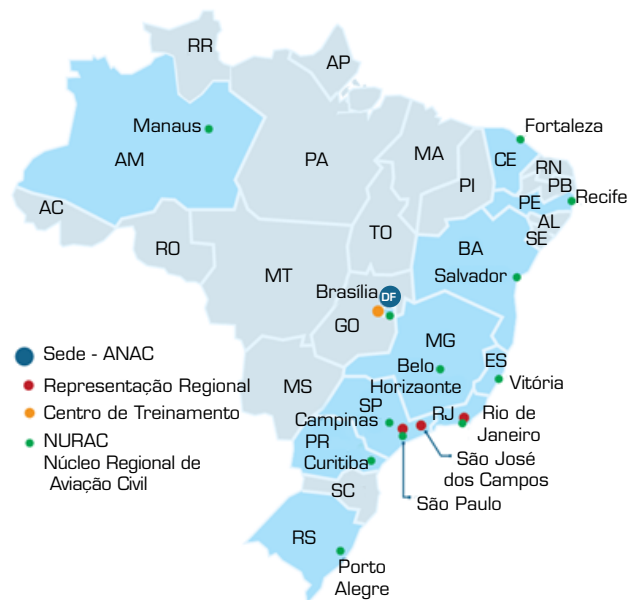 RR
AP
Manaus
Fortaleza
AM
PA
MA
CE
RN
PI
PB
PE
Recife
AC
AL
TO
SE
RO
BA
MT
Salvador
Brasília
DF
GO
MG
Sede - ANAC
Belo
Horizaonte
ES
Vitória
Representação Regional
MS
SP
Centro de Treinamento
Campinas
RJ
Rio de
Janeiro
NURAC
Núcleo Regional de
Aviação Civil
PR
Curitiba
São José
dos Campos
SC
São Paulo
RS
Porto
Alegre